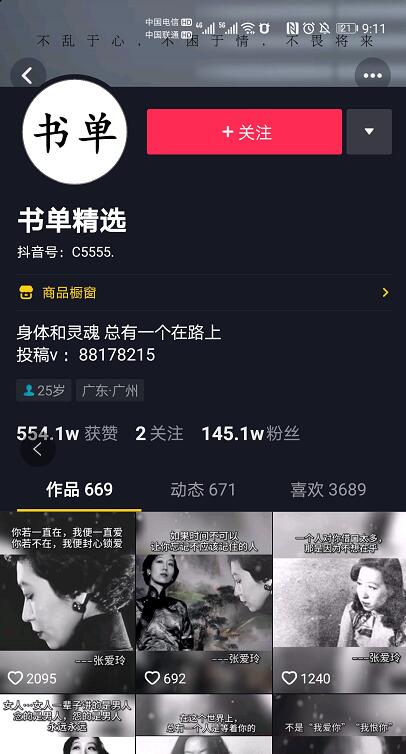 中国电信 HD 4G 5G 21 9:11
中国联通 HD
不乱于心，不困于情，不畏将来
书单
+ 关注
书单精选
抖音号：C5555.
商品橱窗
身体和灵魂 总有一个在路上
投稿v ：88178215
25岁 广东·广州
554.1w 获赞 2 关注 145.1w 粉丝
作品 669 动态 671 喜欢 3689
你若一直在，我便一直爱
你若不在，我便封心锁爱
---张爱玲
2095
如果时间不可以
让你忘记不应该记住的人
---张爱玲
692
一个人对你借口太多，
那是因为不想在乎
---张爱玲
1240
女人…女人一辈子讲的是男人
念的是男人，怨的是男人
永远永远
在这个世界上，
总有一个人是等着你的
不是“我爱你”“我恨你”